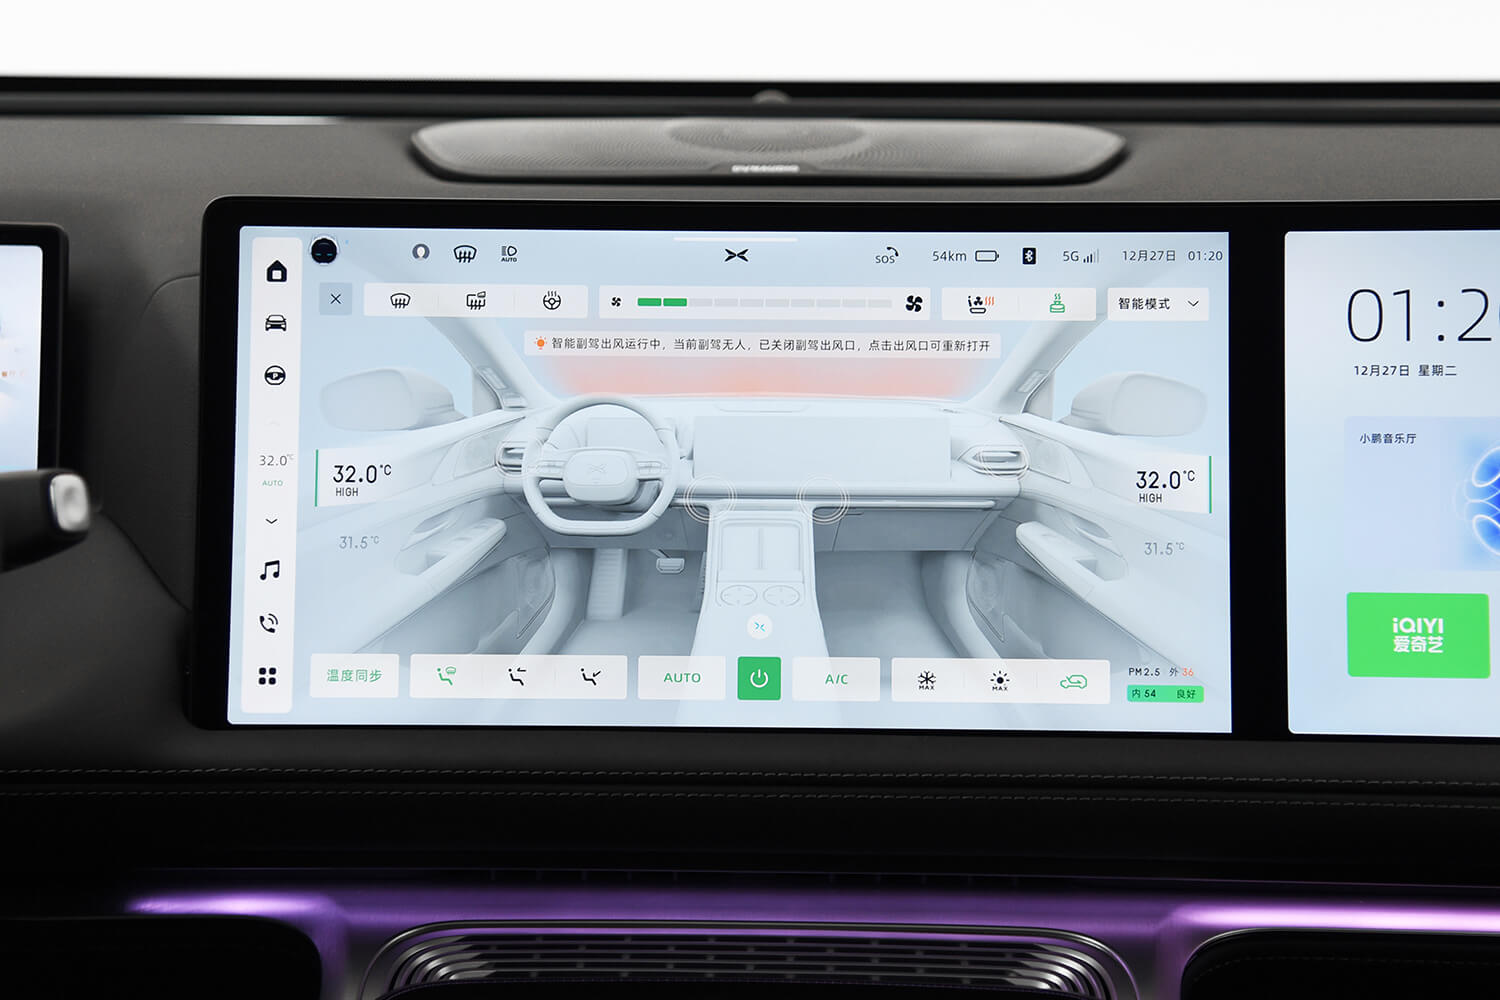 DYNAUDIO
AUTO
SOS
54km
5G
12月27日 01:20
智能模式
智能副驾出风运行中，当前副驾无人，已关闭副驾出风口，点击出风口可重新打开
32.0℃
AUTO
32.0℃
HIGH
31.5℃
32.0℃
HIGH
31.5℃
温度同步
AUTO
A/C
MAX
MAX
PM2.5 外 36
内 54 良好
01:2
12月27日 星期二
小鹏音乐厅
iQIYI
爱奇艺